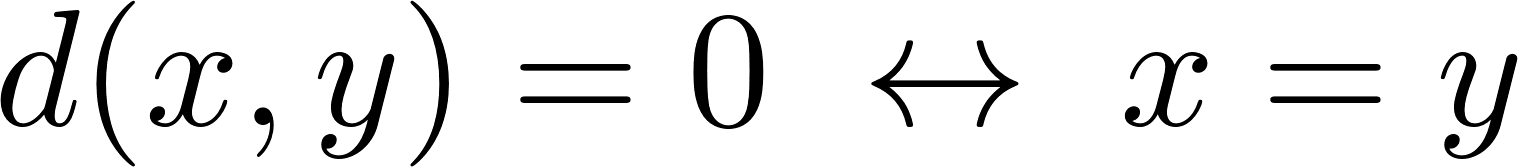 d(x, y) = 0 ↔ x = y